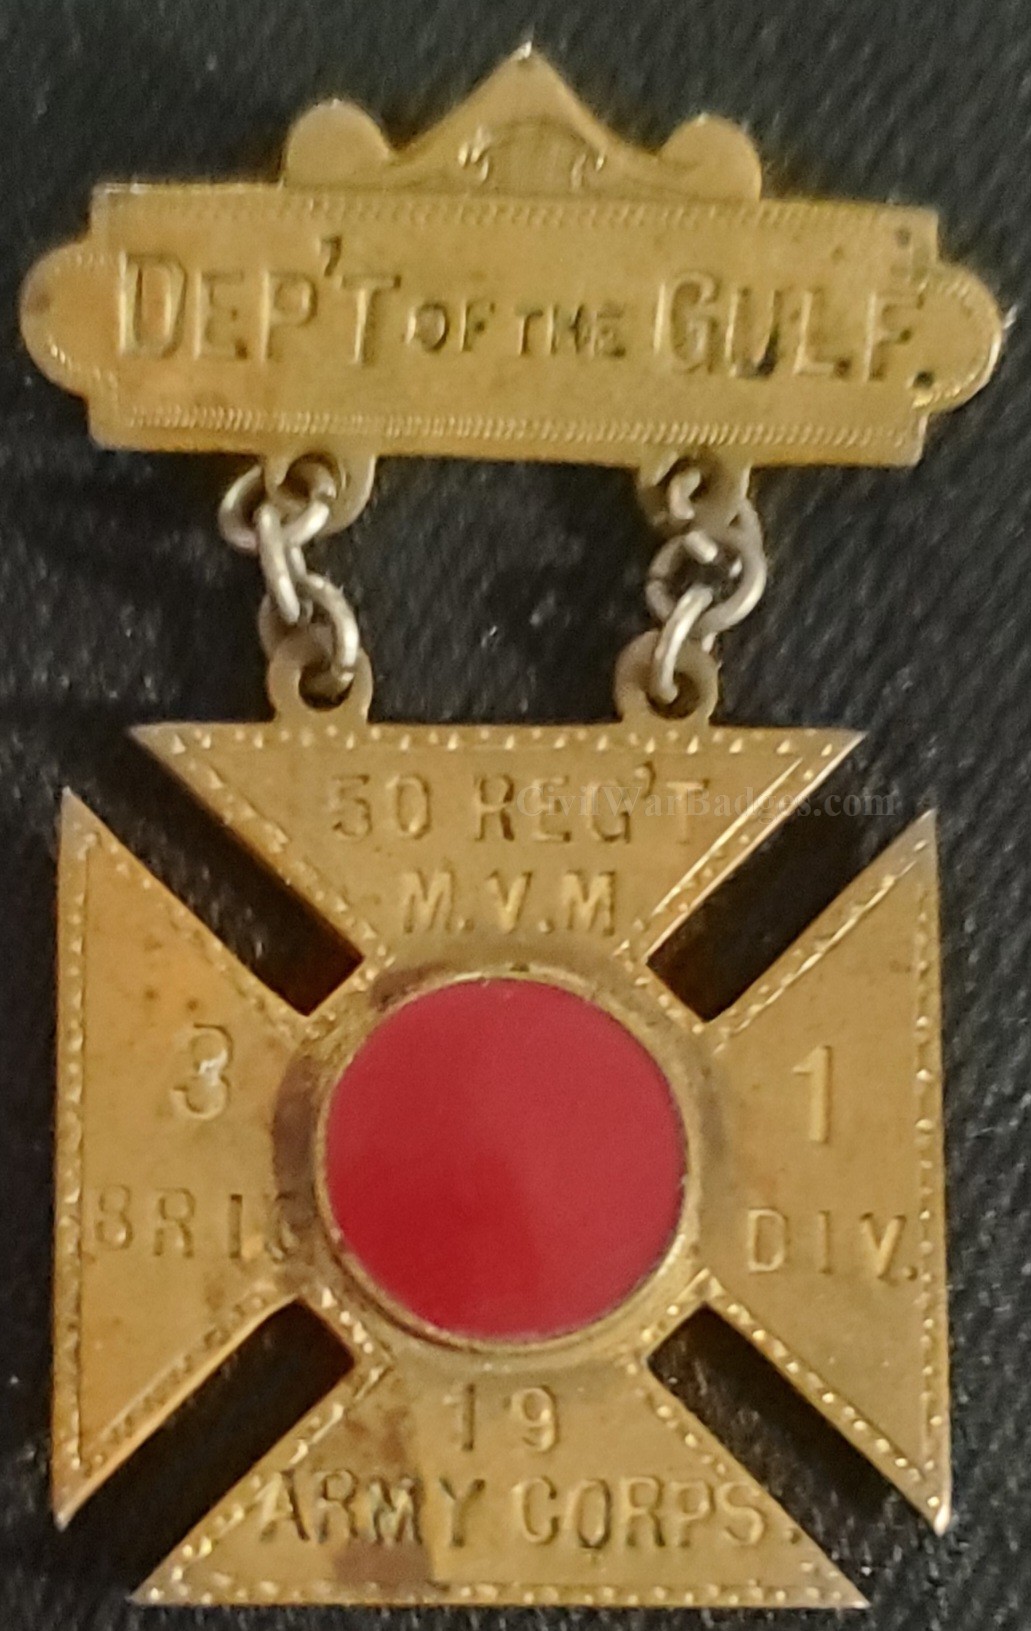 DEP'T OF THE GULF.
50 REG'T
CivilWarBadges.com
M.V.M
3
BRIG
1
DIV.
19
ARMY CORPS.